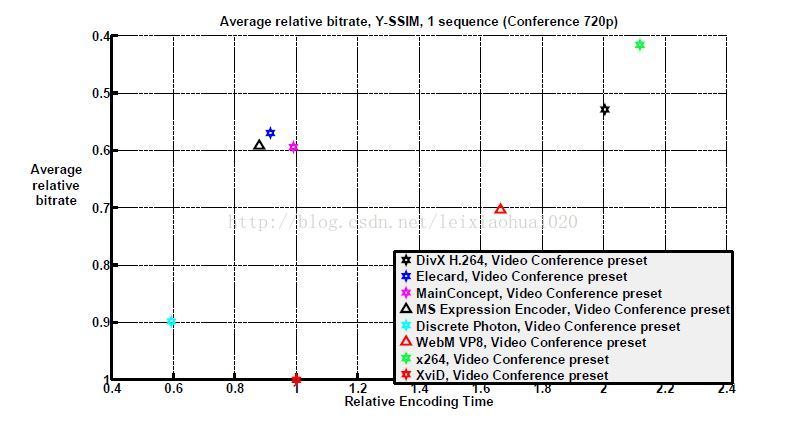 Average relative bitrate, Y-SSIM, 1 sequence (Conference 720p)
0.4
0.5
0.6
0.7
0.8
0.9
1
Average
relative
bitrate
http://blog.csdn.net/leixiaohua1020
DivX H.264, Video Conference preset
Elecard, Video Conference preset
MainConcept, Video Conference preset
MS Expression Encoder, Video Conference preset
Discrete Photon, Video Conference preset
WebM VP8, Video Conference preset
x264, Video Conference preset
XviD, Video Conference preset
0.4 0.6 0.8 1 1.2 1.4 1.6 1.8 2 2.2 2.4
Relative Encoding Time